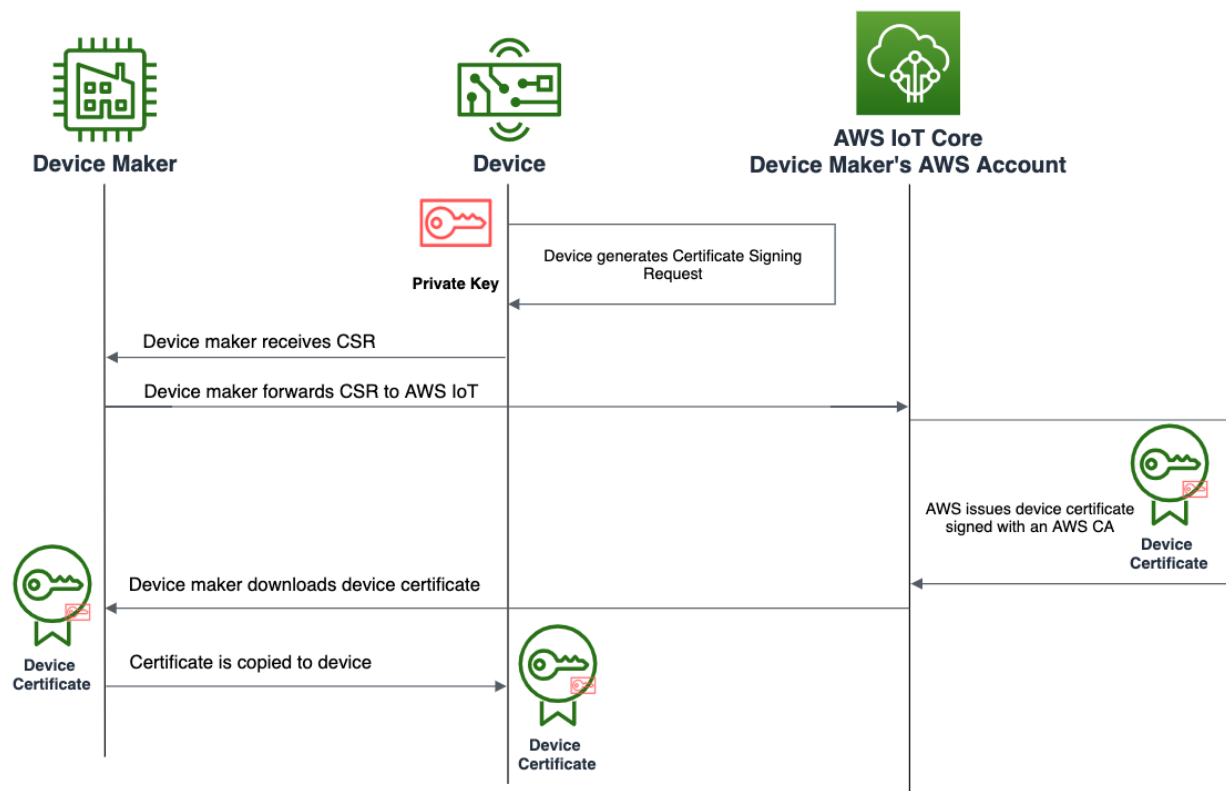 Device Maker
Device
AWS IoT Core
Device Maker's AWS Account
Private Key
Device generates Certificate Signing
Request
Device maker receives CSR
Device maker forwards CSR to AWS IoT
AWS issues device certificate
signed with an AWS CA
Device
Certificate
Device maker downloads device certificate
Device
Certificate
Certificate is copied to device
Device
Certificate